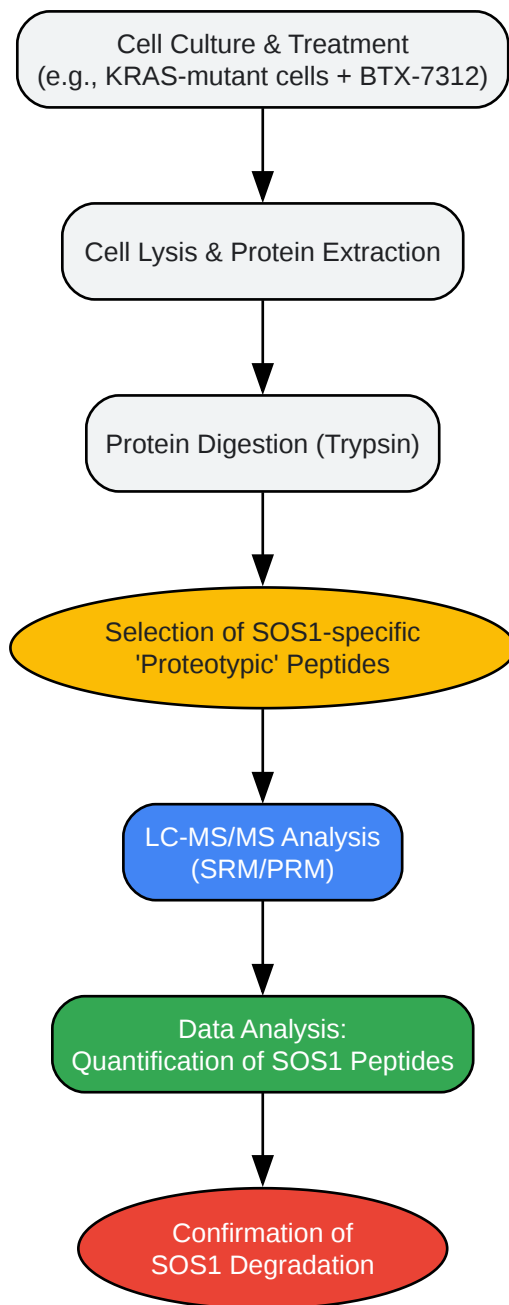 Cell Culture & Treatment
(e.g., KRAS-mutant cells + BTX-7312)
Cell Lysis & Protein Extraction
Protein Digestion (Trypsin)
Selection of SOS1-specific
'Proteotypic' Peptides
LC-MS/MS Analysis
(SRM/PRM)
Data Analysis:
Quantification of SOS1 Peptides
Confirmation of
SOS1 Degradation